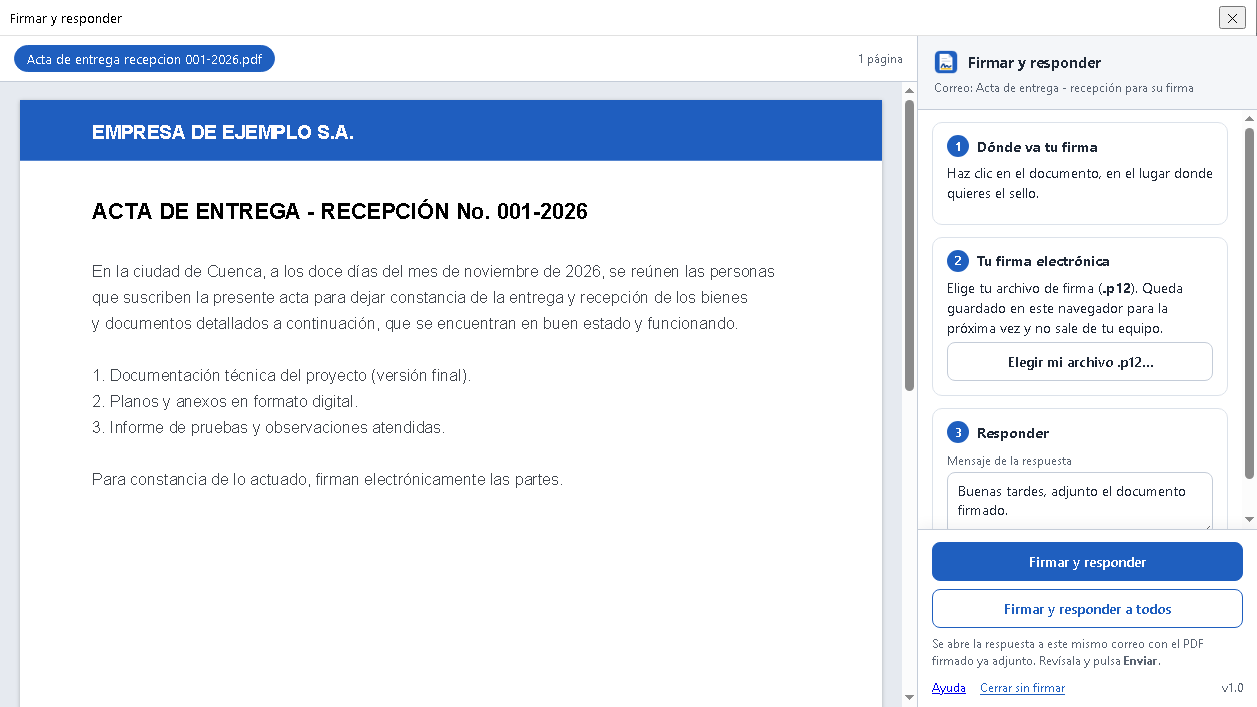 Firmar y responder
Acta de entrega recepcion 001-2026.pdf
1 página
EMPRESA DE EJEMPLO S.A.
ACTA DE ENTREGA - RECEPCIÓN No. 001-2026
En la ciudad de Cuenca, a los doce días del mes de noviembre de 2026, se reúnen las personas
que suscriben la presente acta para dejar constancia de la entrega y recepción de los bienes
y documentos detallados a continuación, que se encuentran en buen estado y funcionando.
1. Documentación técnica del proyecto (versión final).
2. Planos y anexos en formato digital.
3. Informe de pruebas y observaciones atendidas.
Para constancia de lo actuado, firman electrónicamente las partes.
Firmar y responder
Correo: Acta de entrega - recepción para su firma
1 Dónde va tu firma
Haz clic en el documento, en el lugar donde
quieres el sello.
2 Tu firma electrónica
Elige tu archivo de firma (.p12). Queda
guardado en este navegador para la
próxima vez y no sale de tu equipo.
Elegir mi archivo .p12...
3 Responder
Mensaje de la respuesta
Buenas tardes, adjunto el documento
firmado.
Firmar y responder
Firmar y responder a todos
Se abre la respuesta a este mismo correo con el PDF
firmado ya adjunto. Revísala y pulsa Enviar.
Ayuda Cerrar sin firmar v1.0